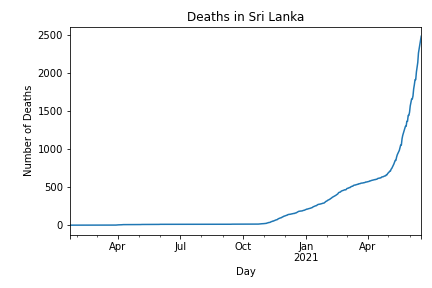 Deaths in Sri Lanka
Number of Deaths
2500
2000
1500
1000
500
0
Apr
Jul
Oct
Jan
2021
Apr
Day